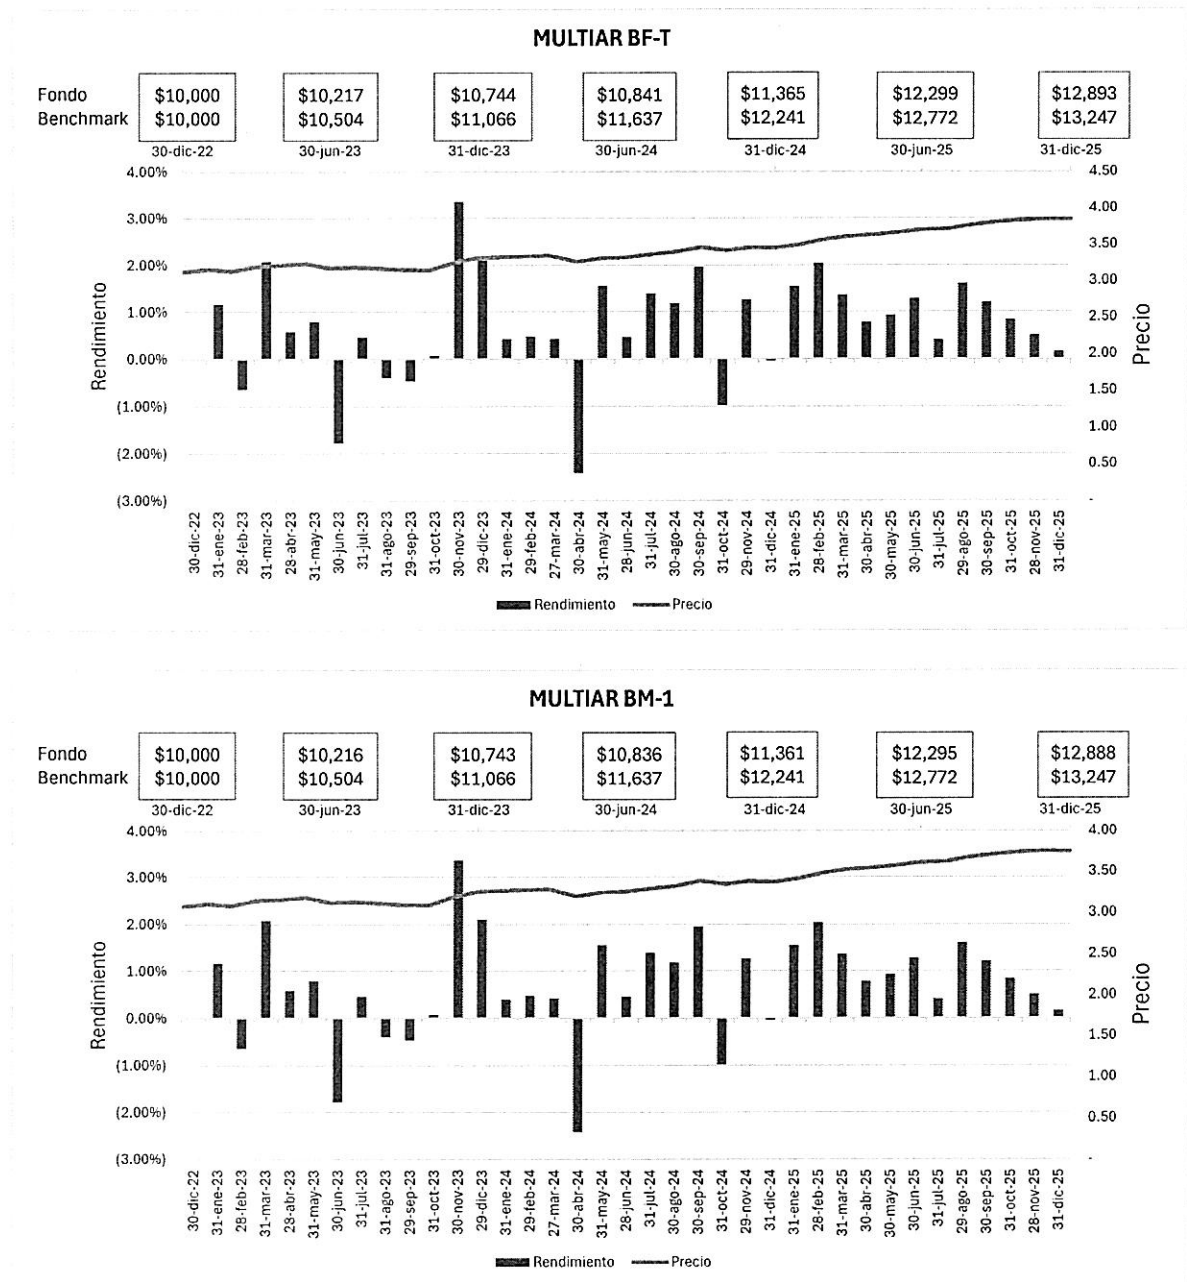 MULTIAR BF-T
Fondo $10,000 $10,217 $10,744 $10,841 $11,365 $12,299 $12,893
Benchmark $10,000 $10,504 $11,066 $11,637 $12,241 $12,772 $13,247
30-dic-22 30-jun-23 31-dic-23 30-jun-24 31-dic-24 30-jun-25 31-dic-25
4.00% 4.50
3.00% 4.00
2.00% 3.50
1.00% 3.00
0.00% 2.50
(1.00%) 2.00
(2.00%) 1.50
(3.00%) 1.00
0.50
-
Rendimiento
Precio
30-dic-22 31-ene-23 28-feb-23 31-mar-23 28-abr-23 31-may-23 30-jun-23 31-jul-23 31-ago-23 29-sep-23 31-oct-23 30-nov-23 29-dic-23 31-ene-24 29-feb-24 27-mar-24 30-abr-24 31-may-24 28-jun-24 31-jul-24 30-ago-24 30-sep-24 31-oct-24 29-nov-24 31-dic-24 31-ene-25 28-feb-25 31-mar-25 30-abr-25 30-may-25 30-jun-25 31-jul-25 29-ago-25 30-sep-25 31-oct-25 28-nov-25 31-dic-25
Rendimiento Precio
MULTIAR BM-1
Fondo $10,000 $10,216 $10,743 $10,836 $11,361 $12,295 $12,888
Benchmark $10,000 $10,504 $11,066 $11,637 $12,241 $12,772 $13,247
30-dic-22 30-jun-23 31-dic-23 30-jun-24 31-dic-24 30-jun-25 31-dic-25
4.00% 4.00
3.00% 3.50
2.00% 3.00
1.00% 2.50
0.00% 2.00
(1.00%) 1.50
(2.00%) 1.00
(3.00%) 0.50
-
Rendimiento
Precio
30-dic-22 31-ene-23 28-feb-23 31-mar-23 28-abr-23 31-may-23 30-jun-23 31-jul-23 31-ago-23 29-sep-23 31-oct-23 30-nov-23 29-dic-23 31-ene-24 29-feb-24 27-mar-24 30-abr-24 31-may-24 28-jun-24 31-jul-24 30-ago-24 30-sep-24 31-oct-24 29-nov-24 31-dic-24 31-ene-25 28-feb-25 31-mar-25 30-abr-25 30-may-25 30-jun-25 31-jul-25 29-ago-25 30-sep-25 31-oct-25 28-nov-25 31-dic-25
Rendimiento Precio